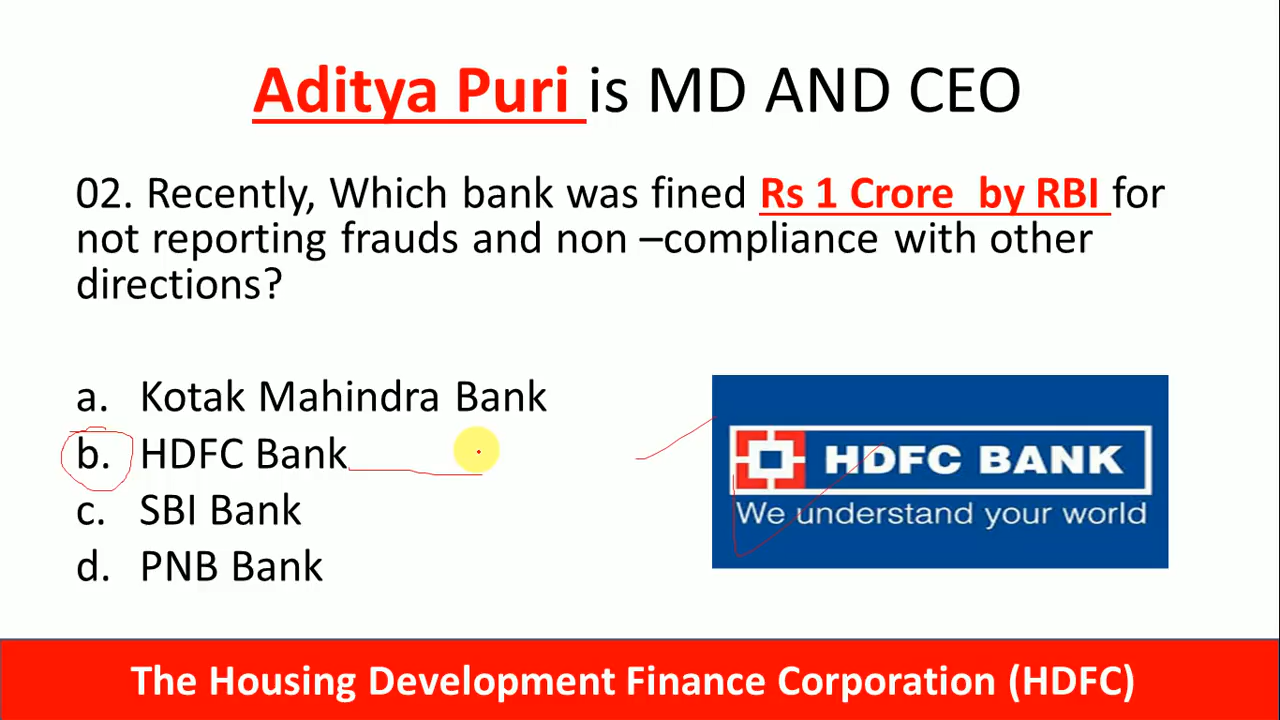 Aditya Puri is MD AND CEO
02. Recently, Which bank was fined Rs 1 Crore by RBI for
not reporting frauds and non –compliance with other
directions?
a. Kotak Mahindra Bank
b. HDFC Bank
c. SBI Bank
d. PNB Bank
HDFC BANK
We understand your world
The Housing Development Finance Corporation (HDFC)